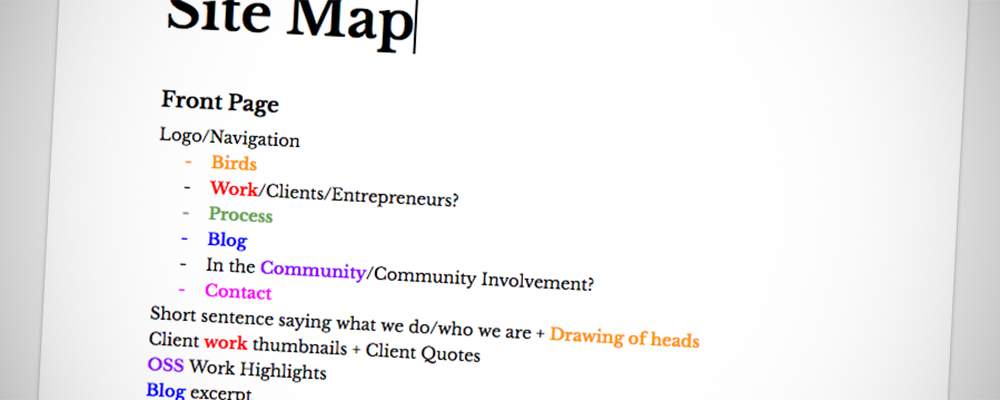 Site Map
Front Page
Logo/Navigation
- Birds
- Work/Clients/Entrepreneurs?
- Process
- Blog
- In the Community/Community Involvement?
- Contact
Short sentence saying what we do/who we are + Drawing of heads
Client work thumbnails + Client Quotes
OSS Work Highlights
Blog excerpt